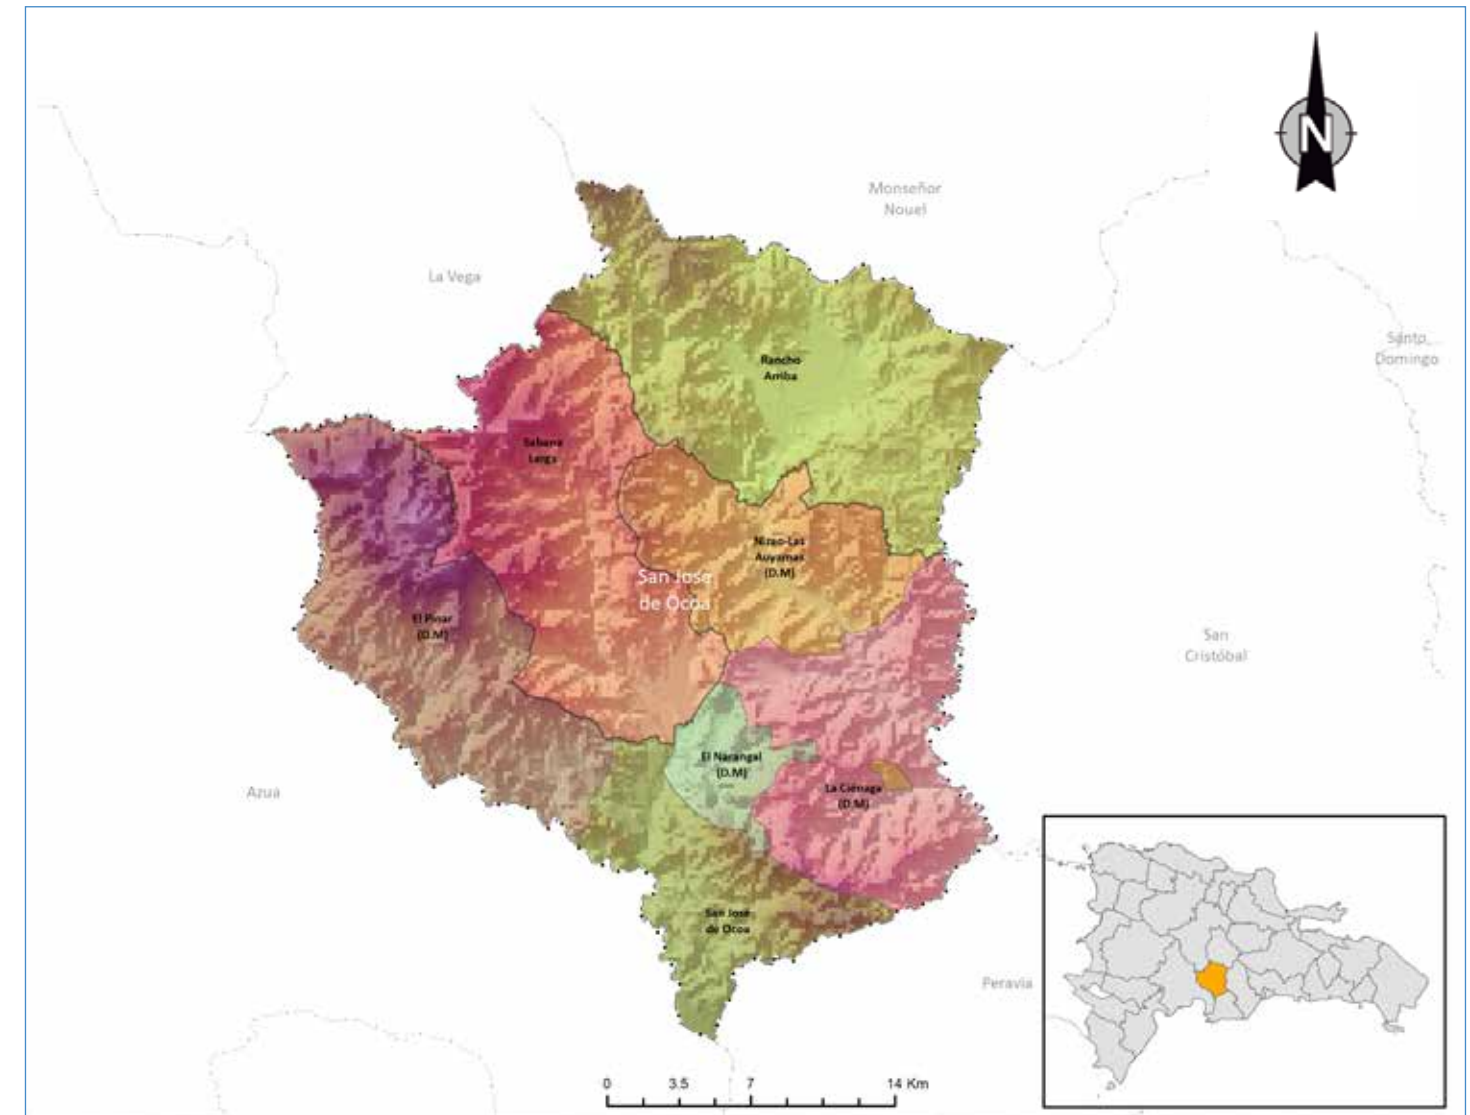 N
Monseñor
Nouel
La Vega
Santo
Domingo
Rancho
Arriba
Sabana
Larga
Nizao-Las
Auyamas
(D.M)
San José
de Ocoa
El Pinar
(D.M)
San
Cristóbal
El Narangal
(D.M)
La Ciénaga
(D.M)
Azua
San José
de Ocoa
Peravia
0 3.5 7 14 Km